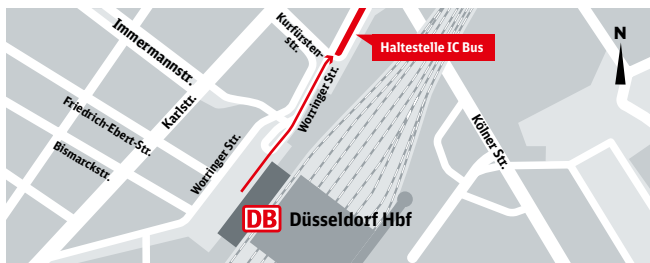 Immermannstr.
Kurfürsten-
str.
Haltestelle IC Bus
N
Karlstr.
Worringer Str.
Friedrich-Ebert-Str.
Kölner Str.
Bismarckstr.
Worringer Str.
DB Düsseldorf Hbf